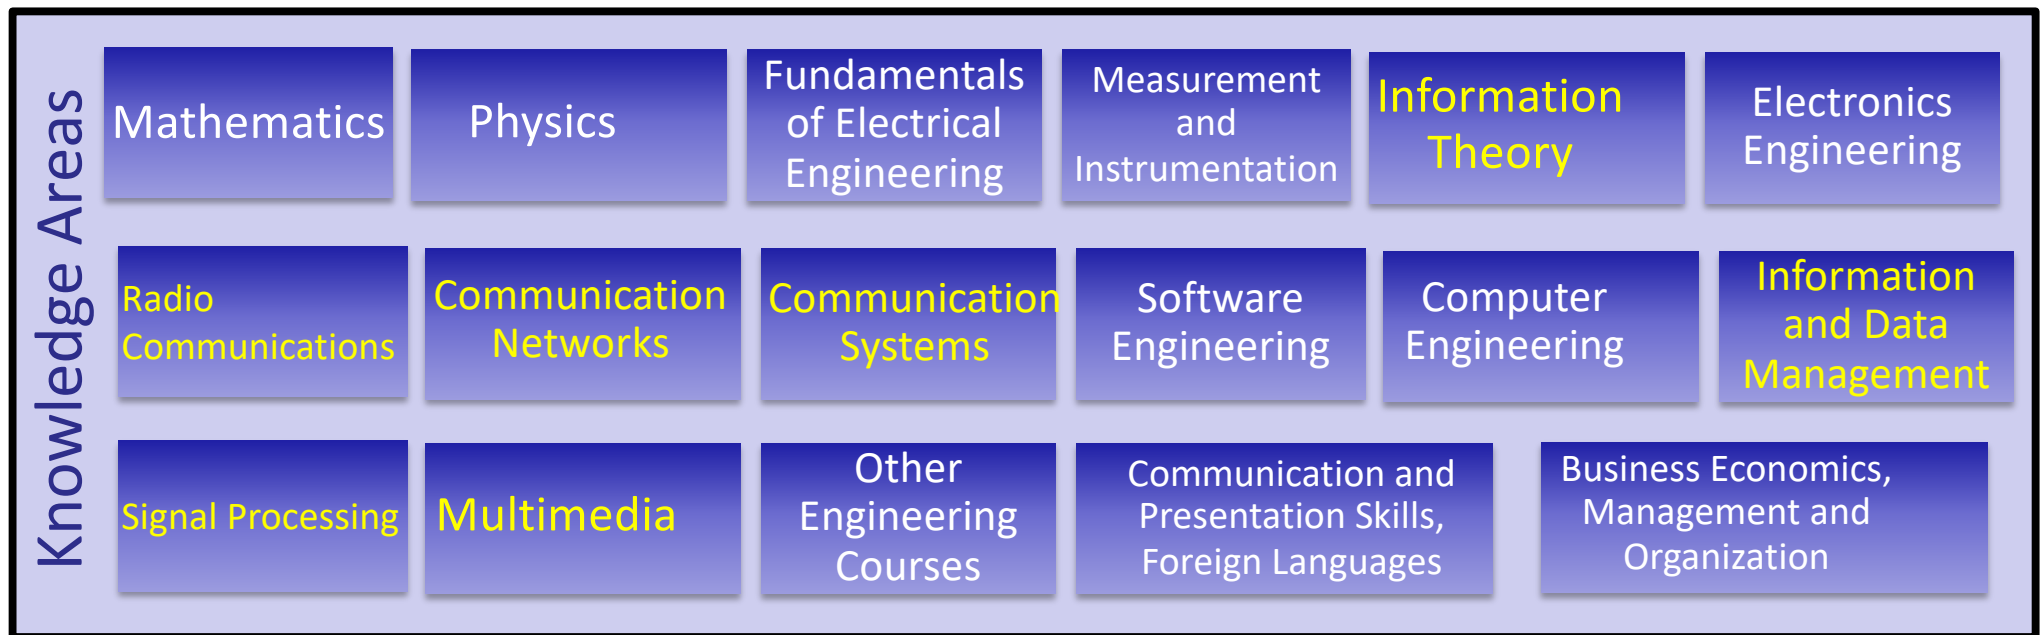 Knowledge Areas
Mathematics
Physics
Fundamentals
of Electrical
Engineering
Measurement
and
Instrumentation
Information
Theory
Electronics
Engineering
Radio
Communications
Communication
Networks
Communication
Systems
Software
Engineering
Computer
Engineering
Information
and Data
Management
Signal Processing
Multimedia
Other
Engineering
Courses
Communication and
Presentation Skills,
Foreign Languages
Business Economics,
Management and
Organization